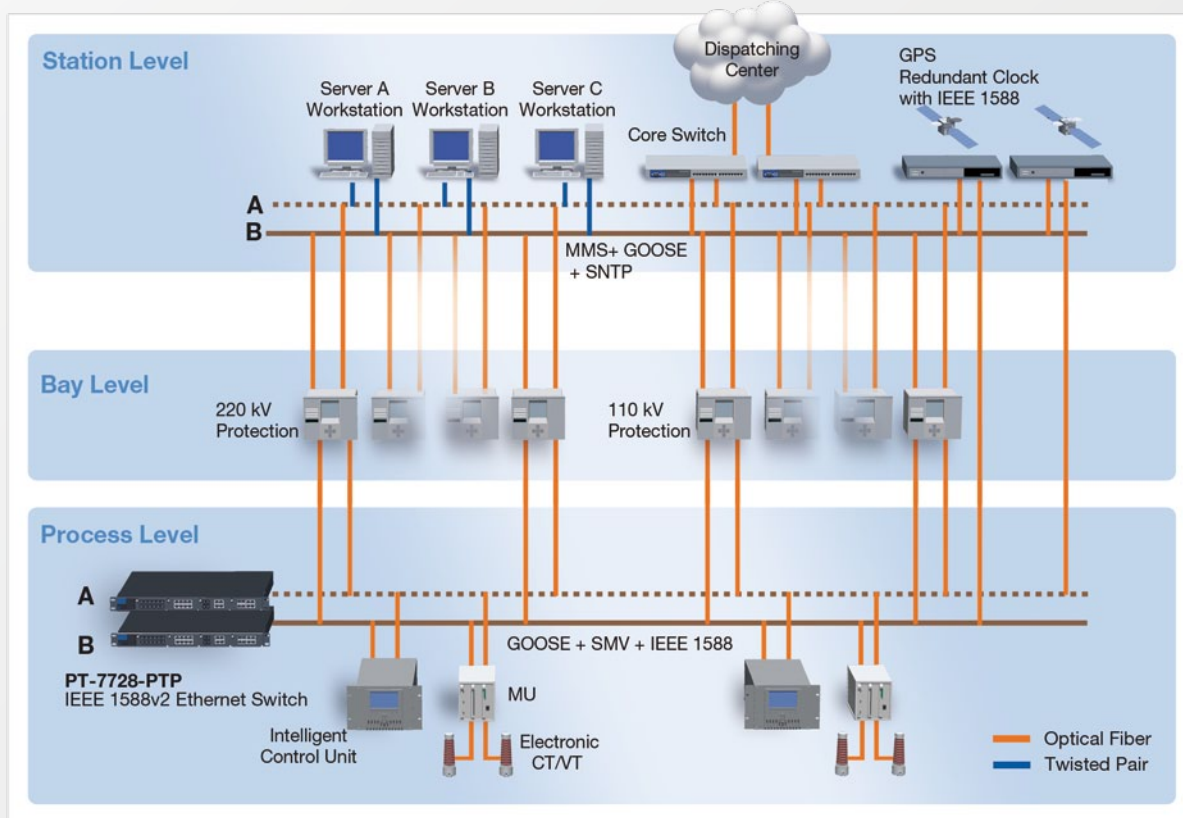 Station Level
Dispatching
Center
GPS
Redundant Clock
with IEEE 1588
Server A
Workstation
Server B
Workstation
Server C
Workstation
Core Switch
A
B
MMS+ GOOSE
+ SNTP
Bay Level
220 kV
Protection
110 kV
Protection
Process Level
A
B
GOOSE + SMV + IEEE 1588
PT-7728-PTP
IEEE 1588v2 Ethernet Switch
MU
Intelligent
Control Unit
Electronic
CT/VT
Optical Fiber
Twisted Pair